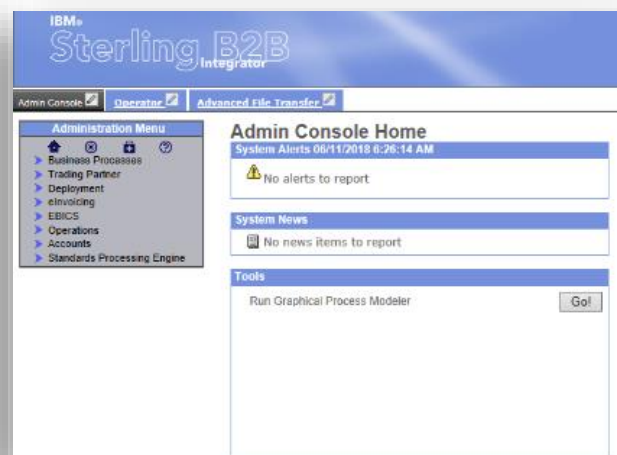 IBM®
Sterling B2B
Integrator
Admin Console Operator Advanced File Transfer
Administration Menu
Business Processes
Trading Partner
Deployment
eInvoicing
EBICS
Operations
Accounts
Standards Processing Engine
Admin Console Home
System Alerts 06/11/2018 6:26:14 AM
No alerts to report
System News
No news items to report
Tools
Run Graphical Process Modeler Go!